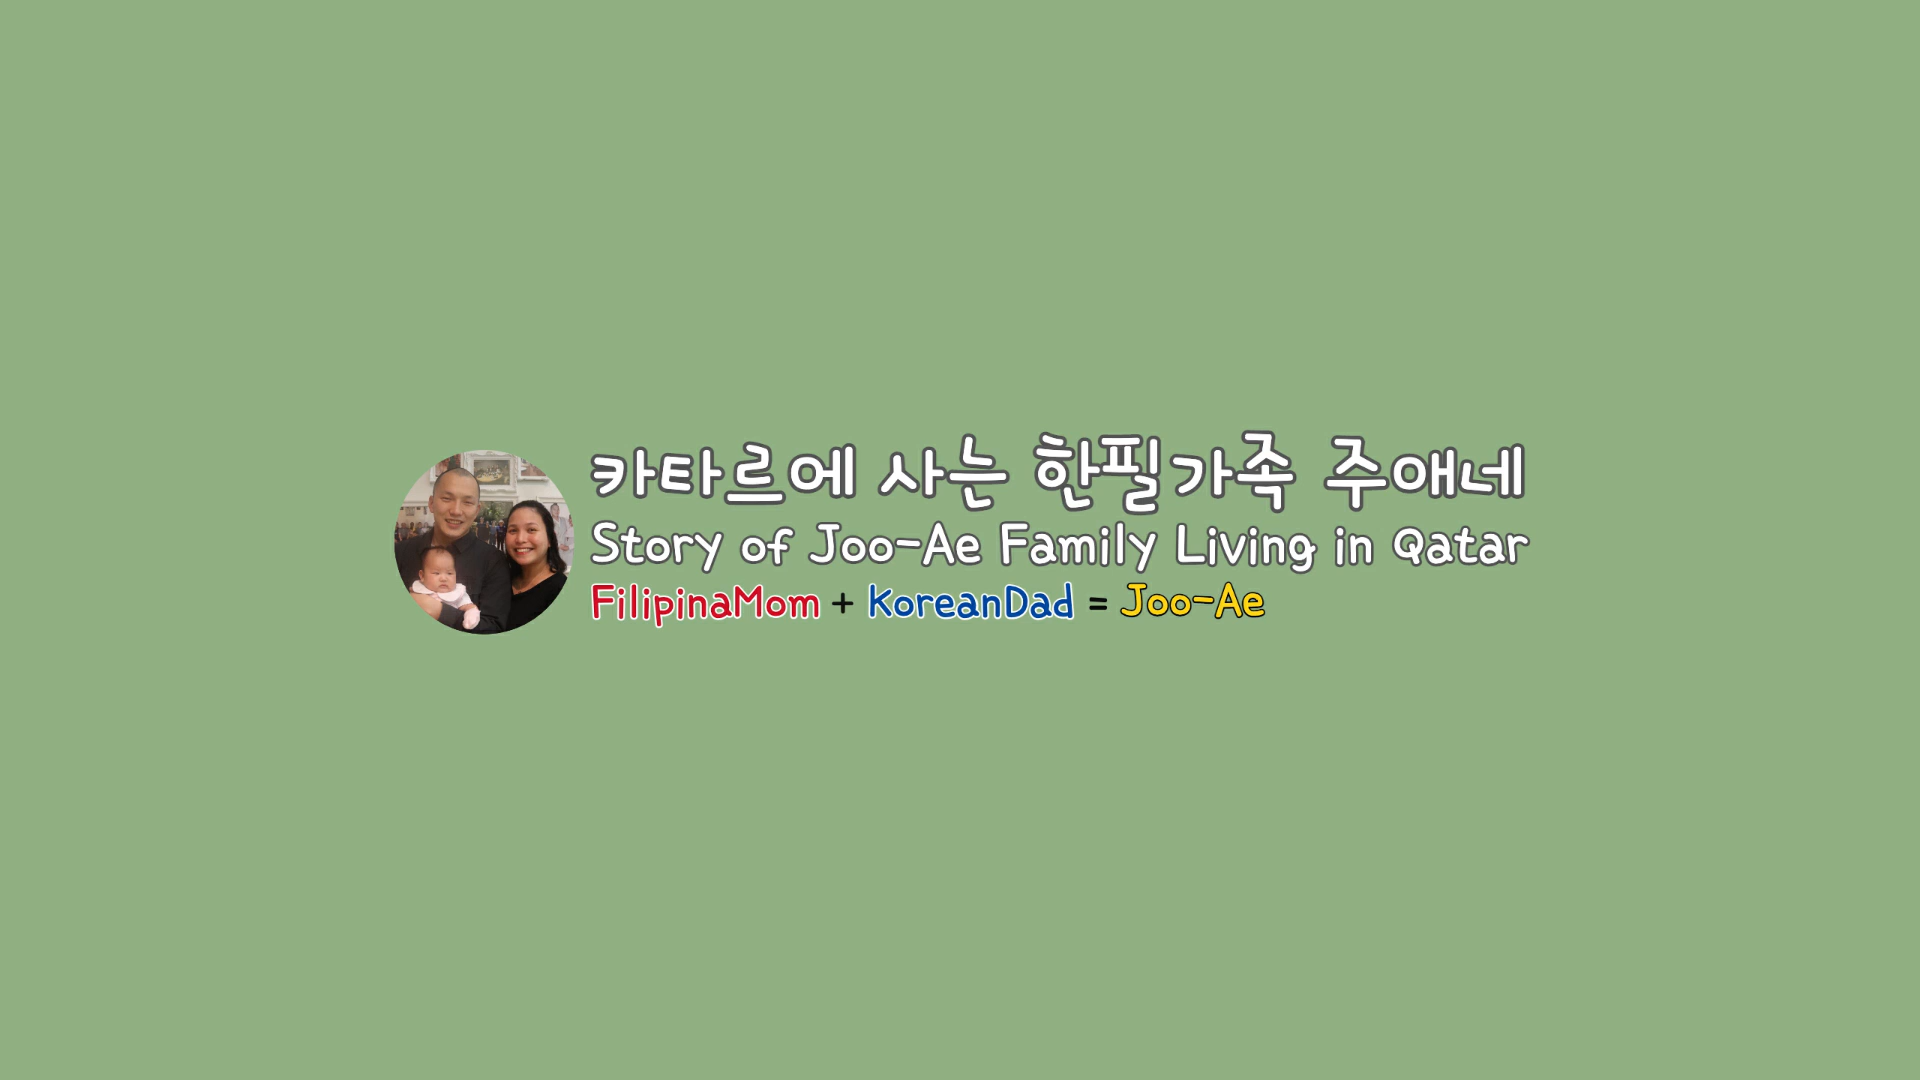 카타르에 사는 한필가족 주애네
Story of Joo-Ae Family Living in Qatar
FilipinaMom + KoreanDad = Joo-Ae